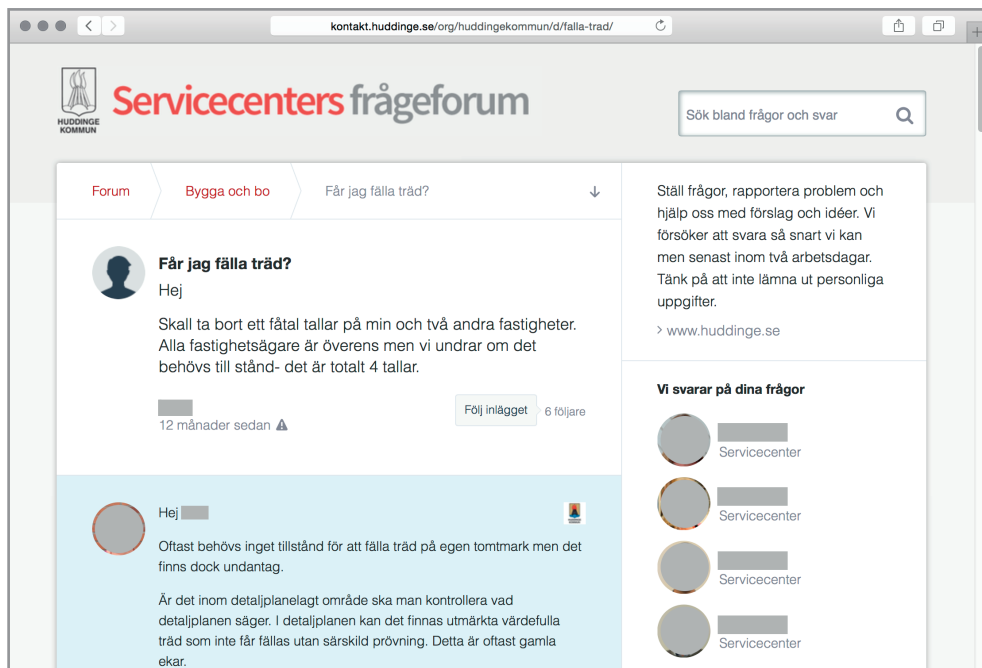 kontakt.huddinge.se/org/huddingekommun/d/falla-trad/
HUDDINGE
KOMMUN
Servicecenters frågeforum
Sök bland frågor och svar
Forum
Bygga och bo
Får jag fälla träd?
Får jag fälla träd?
Hej
Skall ta bort ett fåtal tallar på min och två andra fastigheter.
Alla fastighetsägare är överens men vi undrar om det
behövs till stånd- det är totalt 4 tallar.
12 månader sedan
Följ inlägget
6 följare
Hej
Oftast behövs inget tillstånd för att fälla träd på egen tomtmark men det
finns dock undantag.
Är det inom detaljplanelagt område ska man kontrollera vad
detaljplanen säger. I detaljplanen kan det finnas utmärkta värdefulla
träd som inte får fällas utan särskild prövning. Detta är oftast gamla
ekar.
Ställ frågor, rapportera problem och
hjälp oss med förslag och idéer. Vi
försöker att svara så snart vi kan
men senast inom två arbetsdagar.
Tänk på att inte lämna ut personliga
uppgifter.
> www.huddinge.se
Vi svarar på dina frågor
Servicecenter
Servicecenter
Servicecenter
Servicecenter